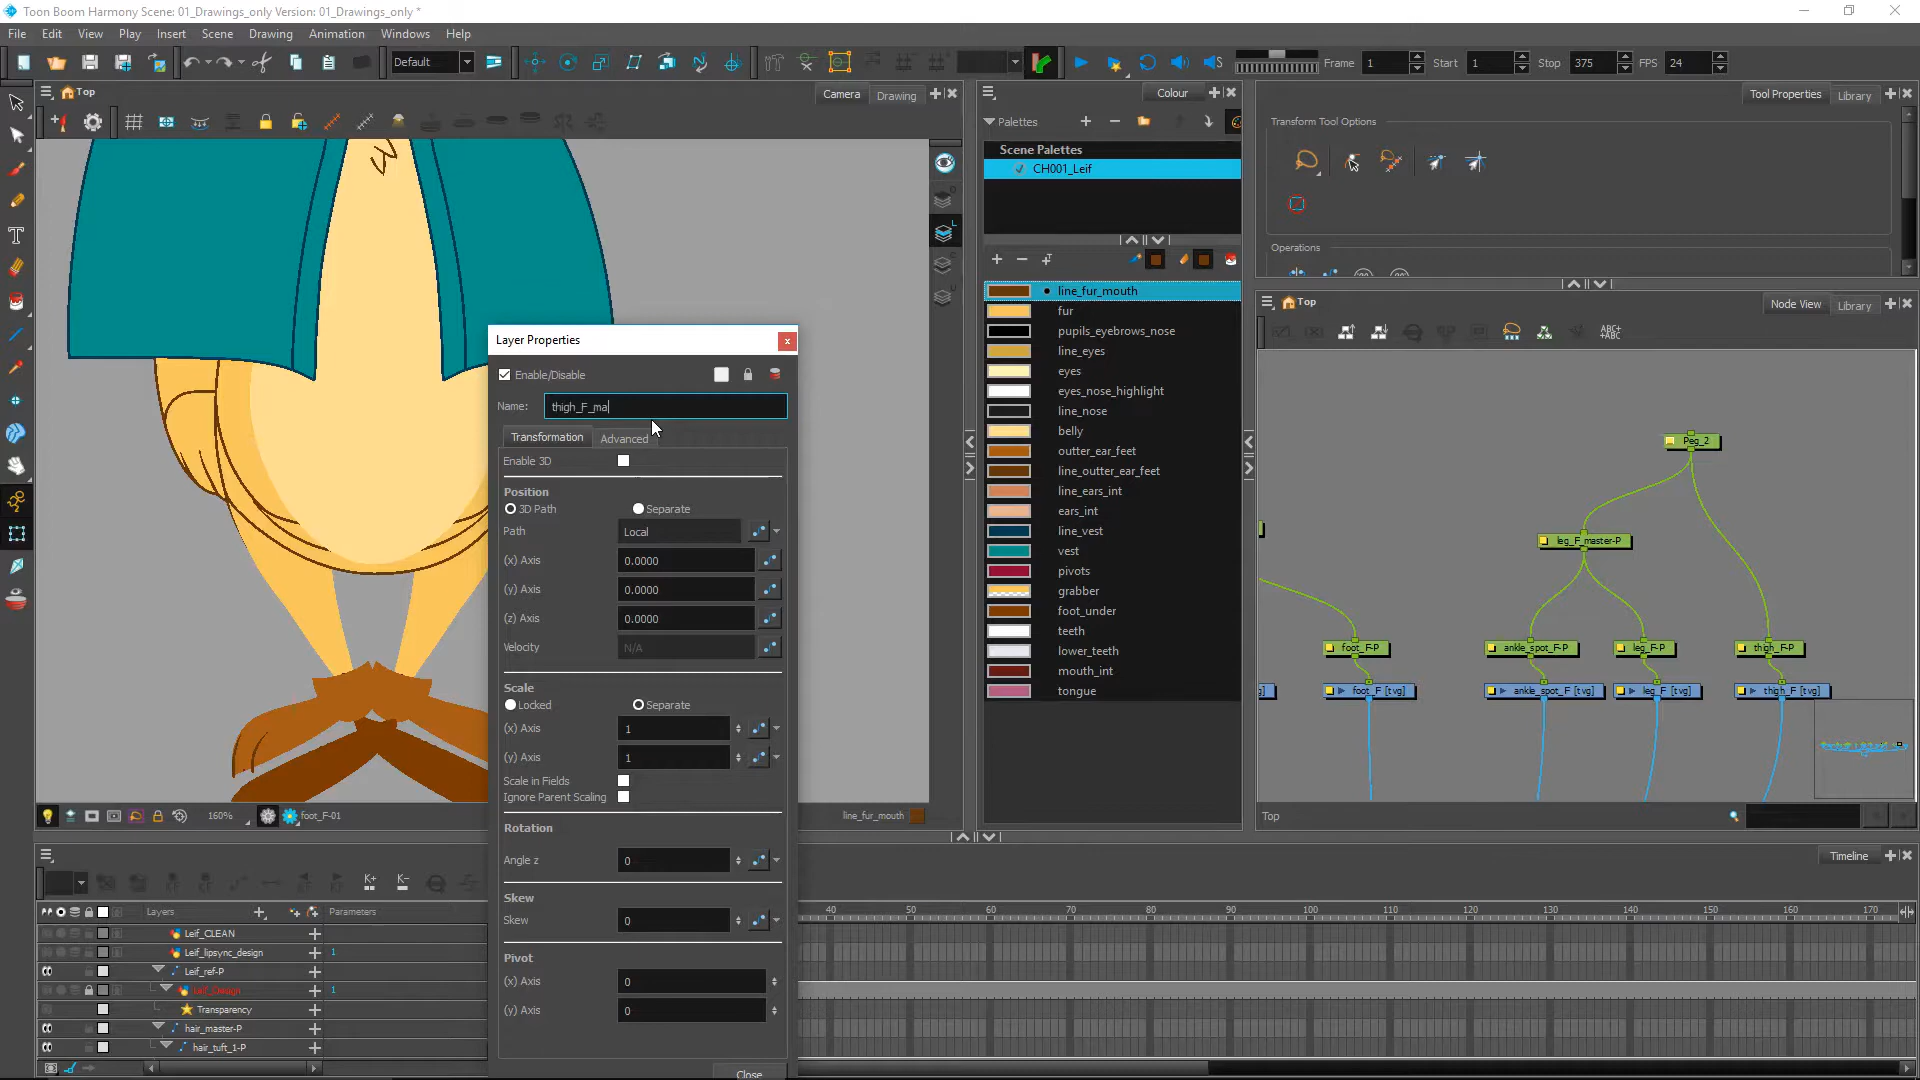 Toon Boom Harmony Scene: 01_Drawings_only Version: 01_Drawings_only *
File Edit View Play Insert Scene Drawing Animation Windows Help
Default
Frame 1 Start 1 Stop 375 FPS 24
Top
Camera Drawing
Colour
Palettes
Scene Palettes
CH001_Leif
line_fur_mouth
fur
pupils_eyebrows_nose
line_eyes
eyes
eyes_nose_highlight
line_nose
belly
outter_ear_feet
line_outter_ear_feet
line_ears_int
ears_int
line_vest
vest
pivots
grabber
foot_under
teeth
lower_teeth
mouth_int
tongue
Tool Properties Library
Transform Tool Options
Operations
Top
Node View Library
ABC+
+ABC
Peg_2
leg_F_master-P
foot_F-P
ankle_spot_F-P
leg_F-P
thigh_F-P
foot_F [tvg]
ankle_spot_F [tvg]
leg_F [tvg]
thigh_F [tvg]
Top
Layer Properties
Enable/Disable
Name: thigh_F_ma
Transformation Advanced
Enable 3D
Position
3D Path Separate
Path Local
(x) Axis 0.0000
(y) Axis 0.0000
(z) Axis 0.0000
Velocity N/A
Scale
Locked Separate
(x) Axis 1
(y) Axis 1
Scale in Fields
Ignore Parent Scaling
Rotation
Angle z 0
Skew
Skew 0
Pivot
(x) Axis 0
(y) Axis 0
Close
160% foot_F-01 line_fur_mouth
Timeline
K+ K-
Layers Parameters
40 50 60 70 80 90 100 110 120 130 140 150 160 170
Leif_CLEAN
Leif_lipsync_design 1
Leif_ref-P
Leif_Design 1
Transparency
hair_master-P
hair_tuft_1-P